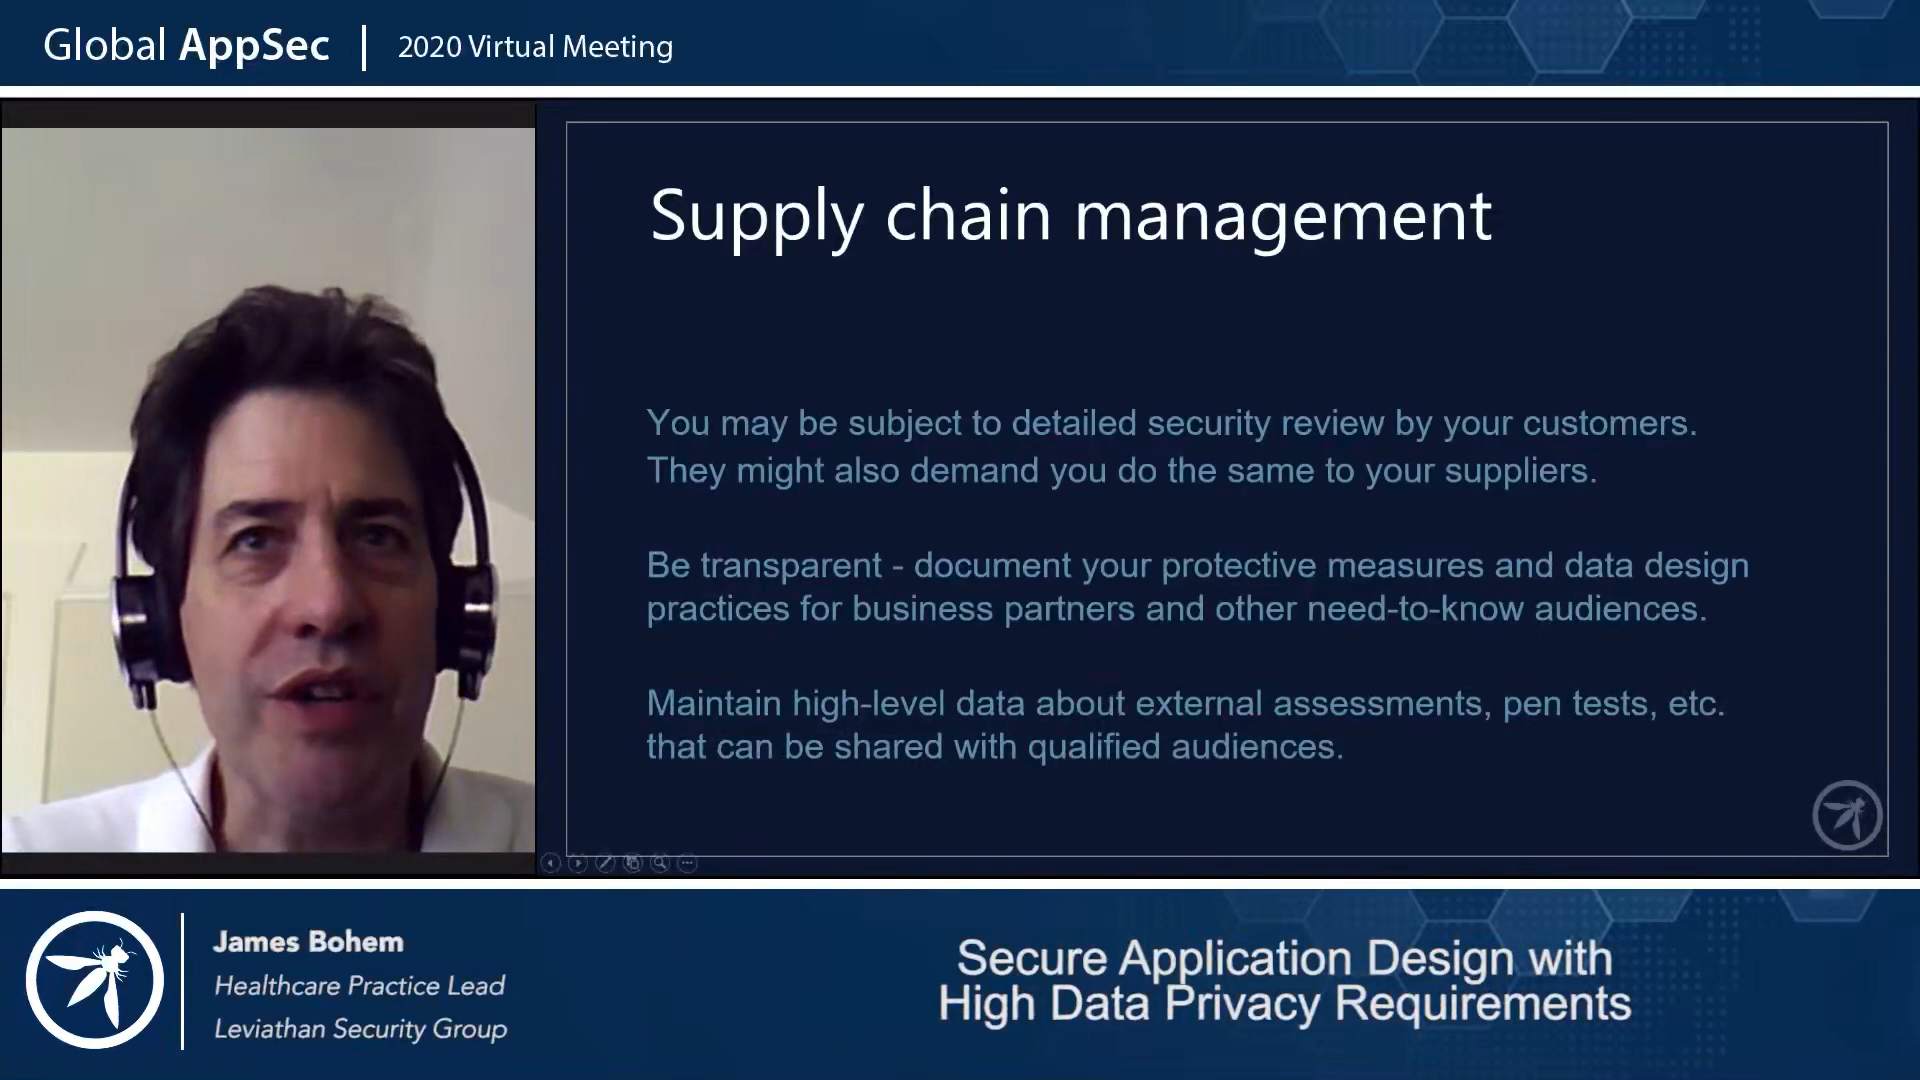 Global AppSec | 2020 Virtual Meeting
Supply chain management
You may be subject to detailed security review by your customers.
They might also demand you do the same to your suppliers.
Be transparent - document your protective measures and data design
practices for business partners and other need-to-know audiences.
Maintain high-level data about external assessments, pen tests, etc.
that can be shared with qualified audiences.
James Bohem
Healthcare Practice Lead
Leviathan Security Group
Secure Application Design with
High Data Privacy Requirements